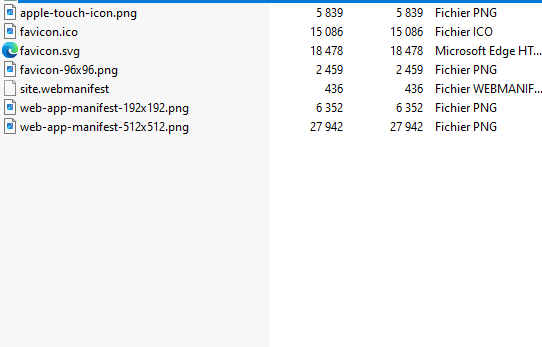 apple-touch-icon.png 5 839 5 839 Fichier PNG
favicon.ico 15 086 15 086 Fichier ICO
favicon.svg 18 478 18 478 Microsoft Edge HT...
favicon-96x96.png 2 459 2 459 Fichier PNG
site.webmanifest 436 436 Fichier WEBMANIF...
web-app-manifest-192x192.png 6 352 6 352 Fichier PNG
web-app-manifest-512x512.png 27 942 27 942 Fichier PNG